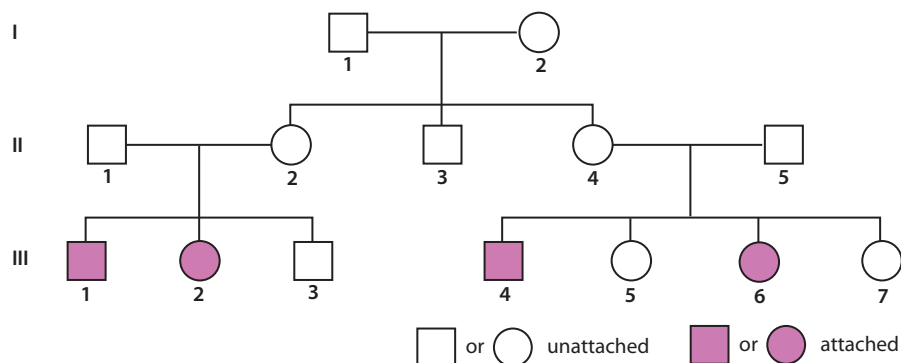 I
1 2
II
1 2 3 4 5
III
1 2 3 4 5 6 7
or unattached or attached